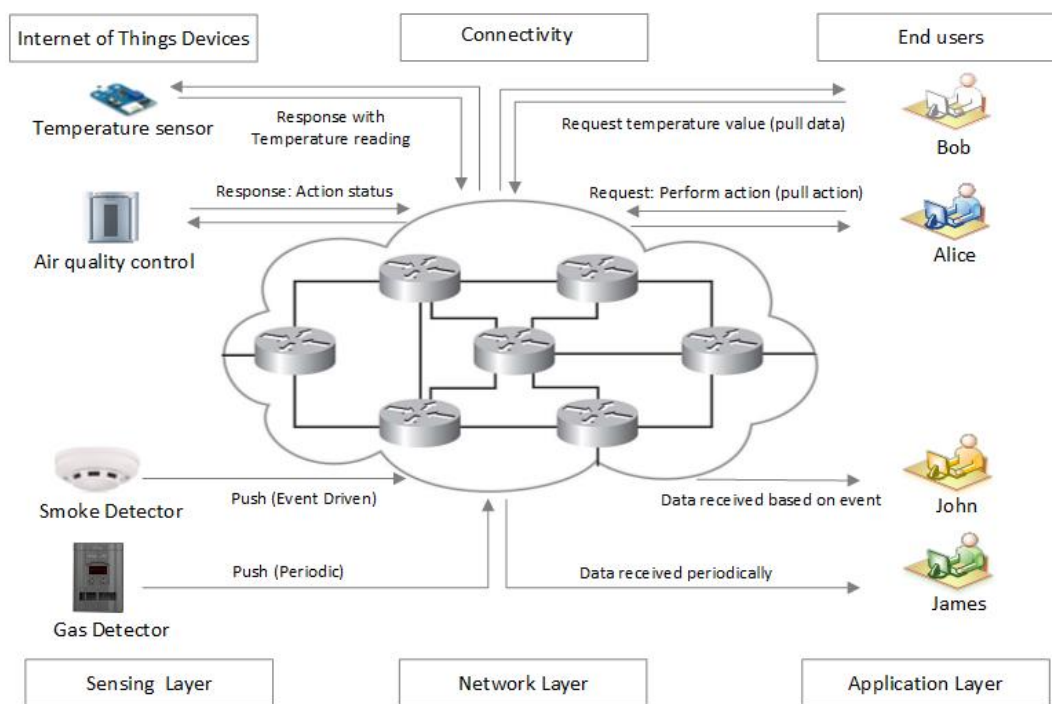 Internet of Things Devices
Connectivity
End users
Temperature sensor
Response with
Temperature reading
Request temperature value (pull data)
Bob
Response: Action status
Request: Perform action (pull action)
Air quality control
Alice
Smoke Detector
Push (Event Driven)
Data received based on event
John
Push (Periodic)
Data received periodically
James
Gas Detector
Sensing Layer
Network Layer
Application Layer